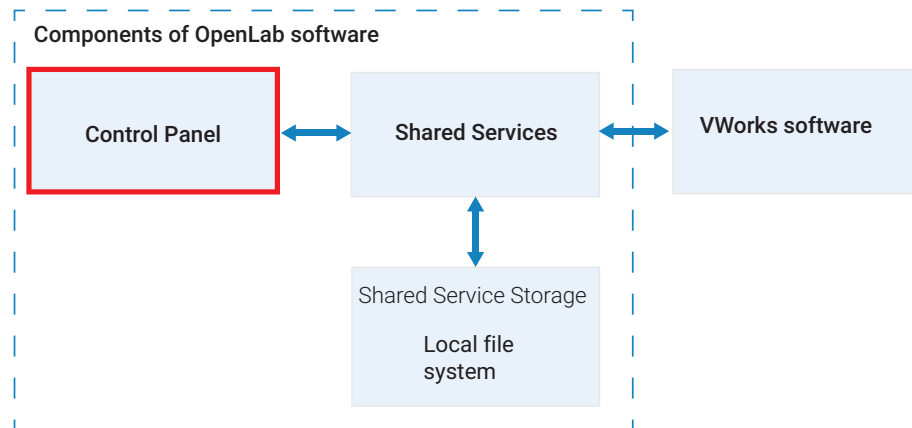 Components of OpenLab software
Control Panel
Shared Services
VWorks software
Shared Service Storage
Local file
system